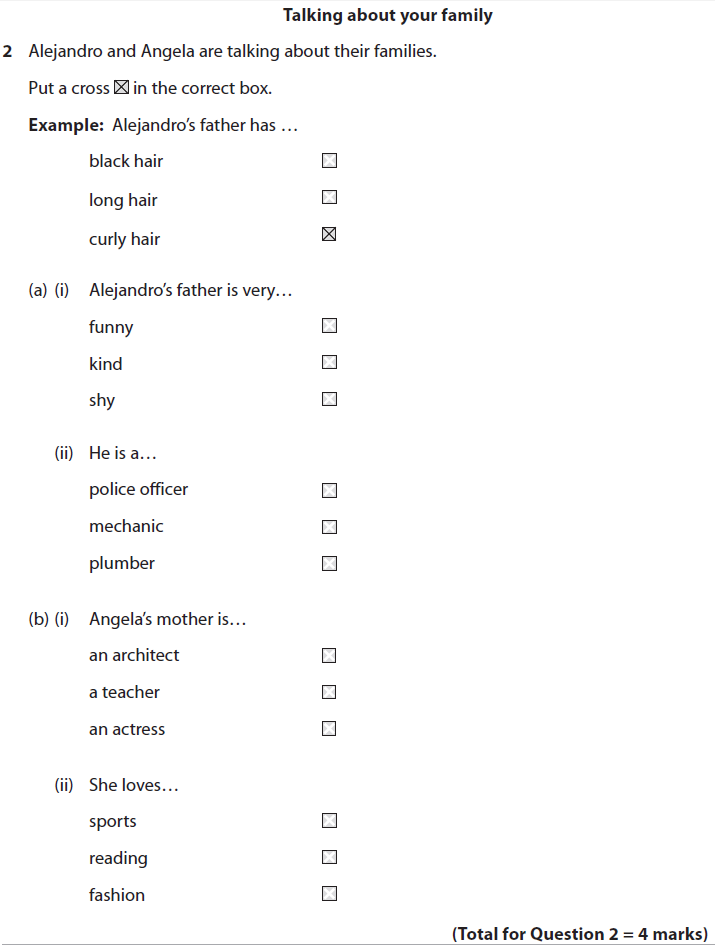 Talking about your family
2 Alejandro and Angela are talking about their families.
Put a cross ☒ in the correct box.
Example: Alejandro’s father has …
black hair
long hair
curly hair ☒
(a) (i) Alejandro’s father is very…
funny
kind
shy
(ii) He is a…
police officer
mechanic
plumber
(b) (i) Angela’s mother is…
an architect
a teacher
an actress
(ii) She loves…
sports
reading
fashion
(Total for Question 2 = 4 marks)